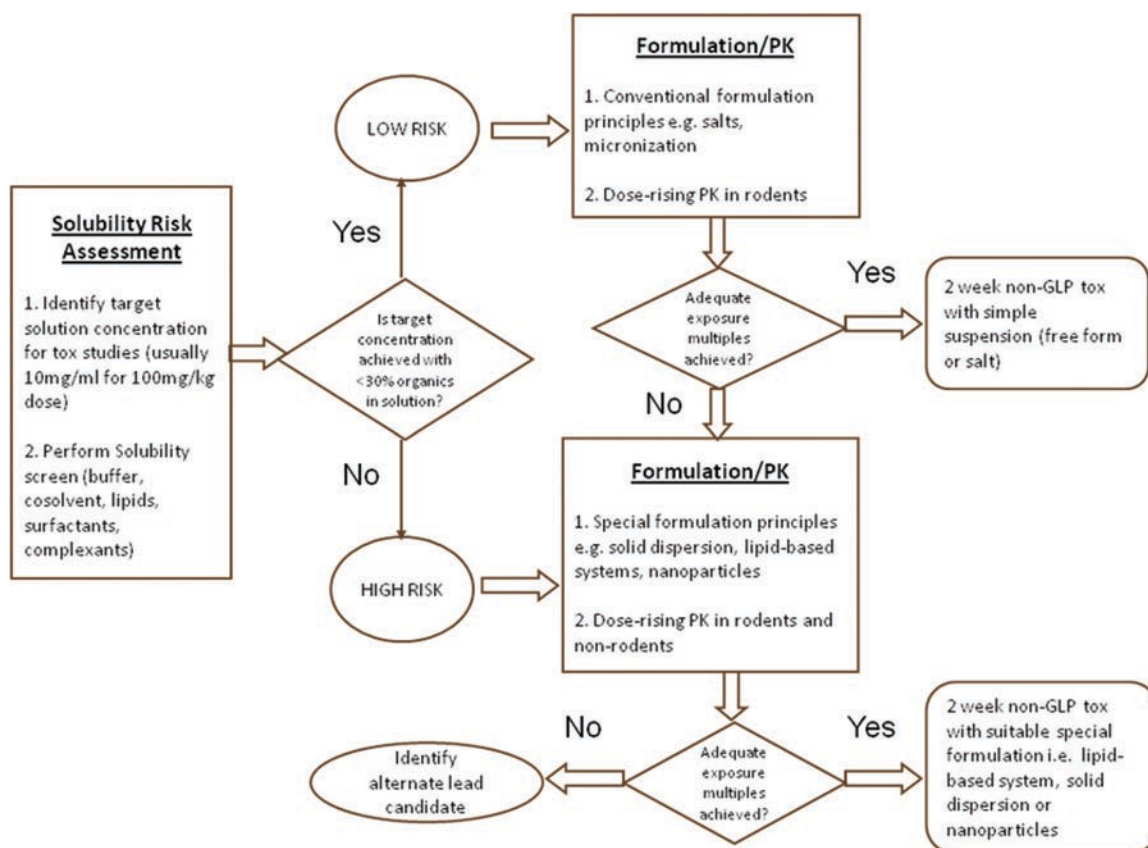 Solubility Risk
Assessment
1. Identify target
solution concentration
for tox studies (usually
10mg/ml for 100mg/kg
dose)
2. Perform Solubility
screen (buffer,
cosolvent, lipids,
surfactants,
complexants)
Is target
concentration
achieved with
<30% organics
in solution?
Yes
LOW RISK
Formulation/PK
1. Conventional formulation
principles e.g. salts,
micronization
2. Dose-rising PK in rodents
Adequate
exposure
multiples
achieved?
Yes
2 week non-GLP tox
with simple
suspension (free form
or salt)
No
No
HIGH RISK
Formulation/PK
1. Special formulation principles
e.g. solid dispersion, lipid-based
systems, nanoparticles
2. Dose-rising PK in rodents and
non-rodents
Adequate
exposure
multiples
achieved?
No
Identify
alternate lead
candidate
Yes
2 week non-GLP tox
with suitable special
formulation i.e. lipid-
based system, solid
dispersion or
nanoparticles